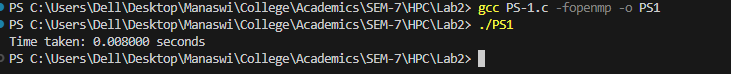 PS C:\Users\Dell\Desktop\Manaswi\College\Academics\SEM-7\HPC\Lab2> gcc PS-1.c -fopenmp -o PS1
PS C:\Users\Dell\Desktop\Manaswi\College\Academics\SEM-7\HPC\Lab2> ./PS1
Time taken: 0.008000 seconds
PS C:\Users\Dell\Desktop\Manaswi\College\Academics\SEM-7\HPC\Lab2>